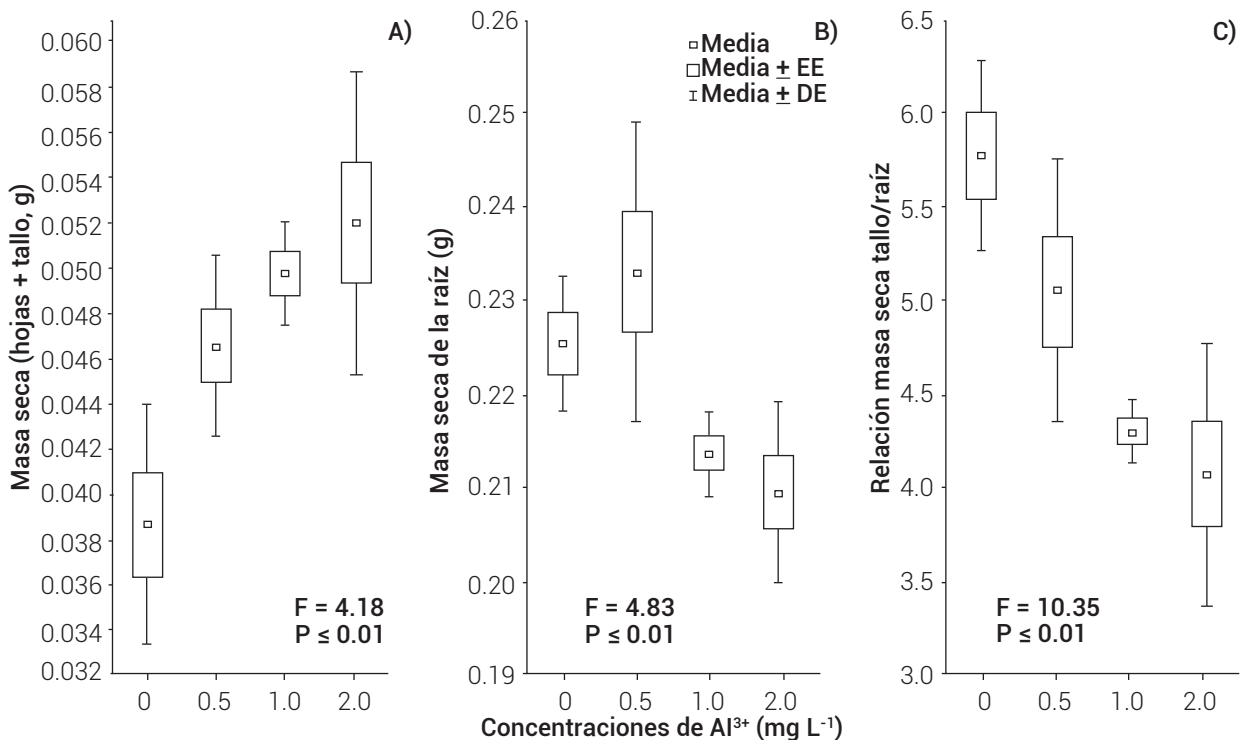 A)
Masa seca (hojas + tallo, g)
0.060
0.058
0.056
0.054
0.052
0.050
0.048
0.046
0.044
0.042
0.040
0.038
0.036
0.034
0.032
F = 4.18
P ≤ 0.01
0 0.5 1.0 2.0
B)
Media
Media ± EE
Media ± DE
Masa seca de la raíz (g)
0.26
0.25
0.24
0.23
0.22
0.21
0.20
0.19
F = 4.83
P ≤ 0.01
0 0.5 1.0 2.0
C)
Relación masa seca tallo/raíz
6.5
6.0
5.5
5.0
4.5
4.0
3.5
3.0
F = 10.35
P ≤ 0.01
0 0.5 1.0 2.0
Concentraciones de Al³⁺ (mg L⁻¹)